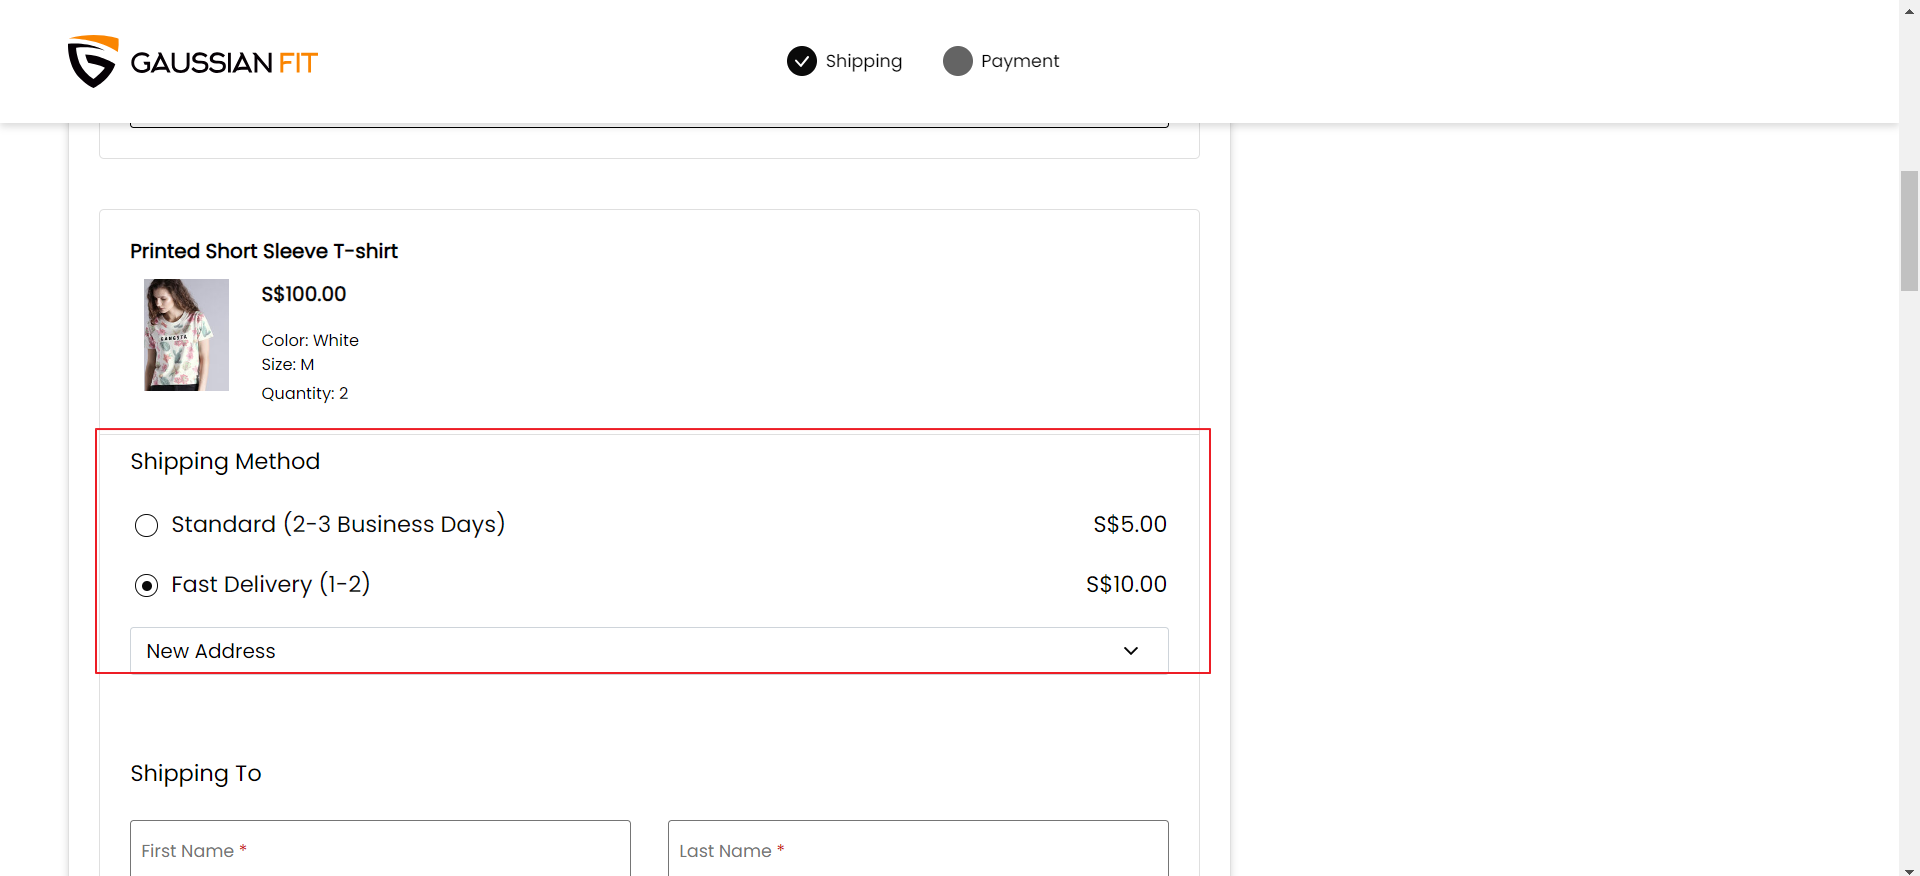 GAUSSIAN FIT
Shipping
Payment
Printed Short Sleeve T-shirt
GANGSTA
S$100.00
Color: White
Size: M
Quantity: 2
Shipping Method
Standard (2-3 Business Days)
S$5.00
Fast Delivery (1-2)
S$10.00
New Address
Shipping To
First Name *
Last Name *